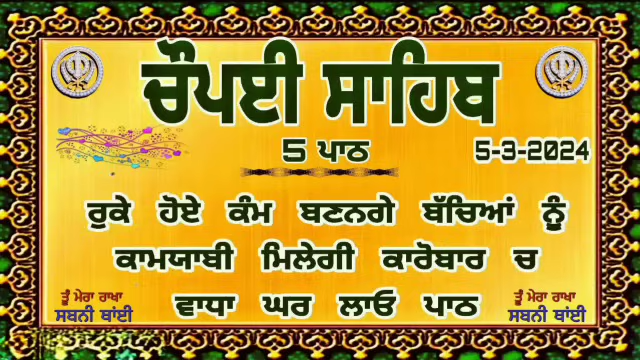 ਚੌਪਈ ਸਾਹਿਬ
5 ਪਾਠ
5-3-2024
ਰੁਕੇ ਹੋਏ ਕੰਮ ਬਣਨਗੇ ਬੱਚਿਆਂ ਨੂੰ
ਕਾਮਯਾਬੀ ਮਿਲੇਗੀ ਕਾਰੋਬਾਰ ਚ
ਵਾਧਾ ਘਰ ਲਾਓ ਪਾਠ
ਤੂੰ ਮੇਰਾ ਰਾਖਾ
ਸਬਨੀ ਥਾਂਈ
ਤੂੰ ਮੇਰਾ ਰਾਖਾ
ਸਬਨੀ ਥਾਂਈ